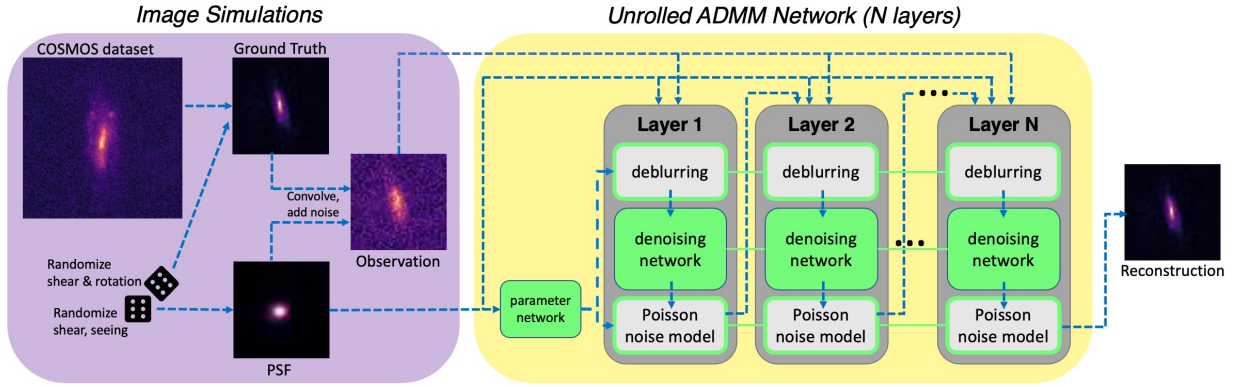 Image Simulations
Unrolled ADMM Network (N layers)
COSMOS dataset
Ground Truth
Convolve,
add noise
Observation
Randomize
shear & rotation
Randomize
shear, seeing
PSF
parameter
network
Layer 1
deblurring
denoising
network
Poisson
noise model
Layer 2
deblurring
denoising
network
Poisson
noise model
Layer N
deblurring
denoising
network
Poisson
noise model
Reconstruction